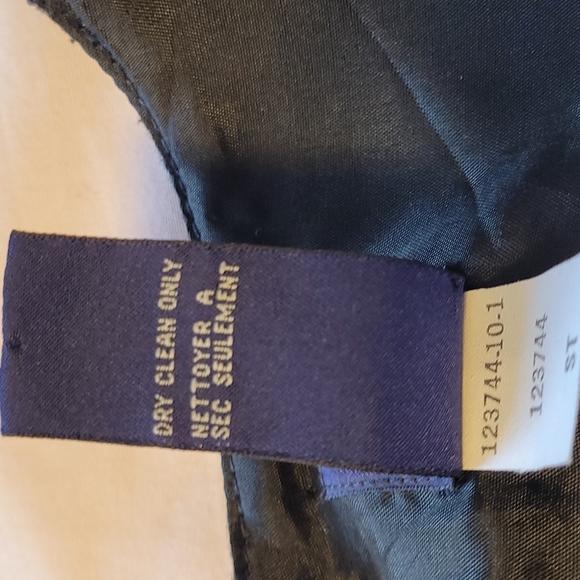 DRY CLEAN ONLY
NETTOYER A
SEC SEULEMENT
123744-10-1
123744
ST